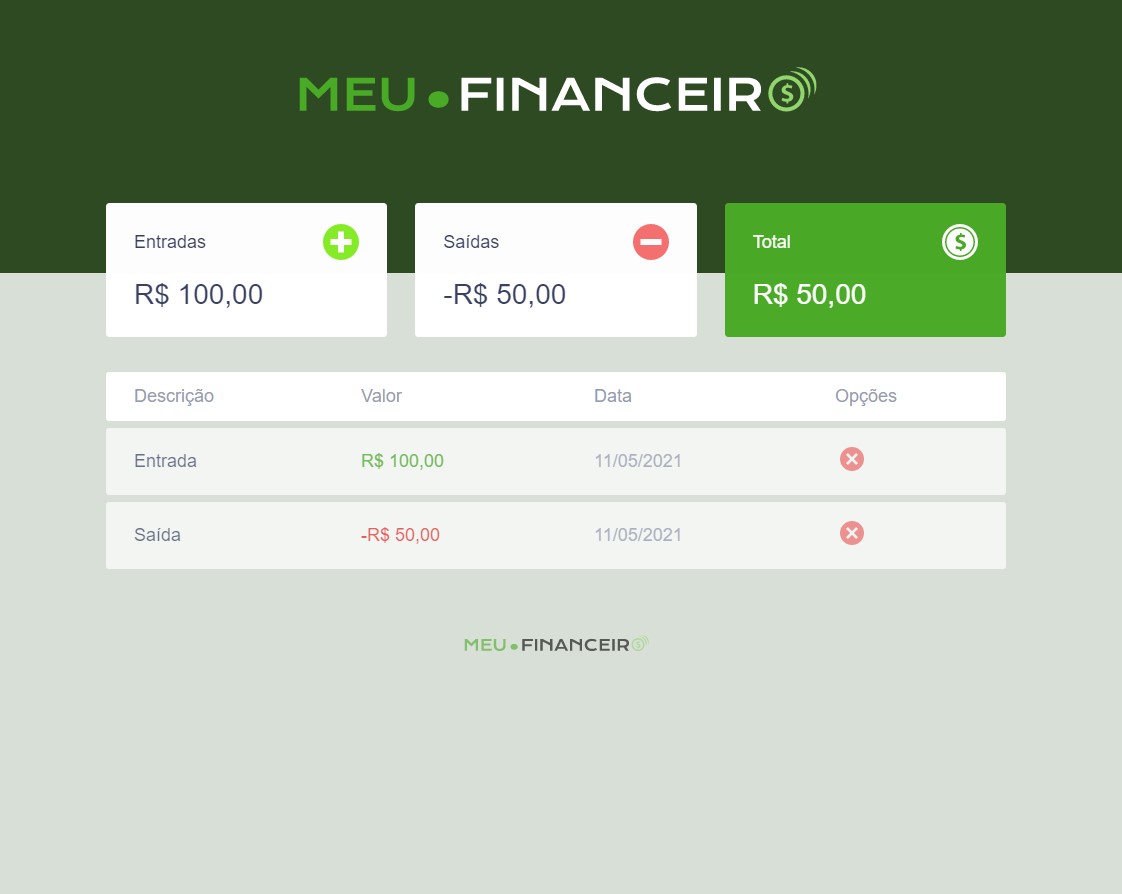 MEU.FINANCEIRO
Entradas
R$ 100,00
Saídas
-R$ 50,00
Total
R$ 50,00
Descrição Valor Data Opções
Entrada R$ 100,00 11/05/2021
Saída -R$ 50,00 11/05/2021
MEU.FINANCEIRO